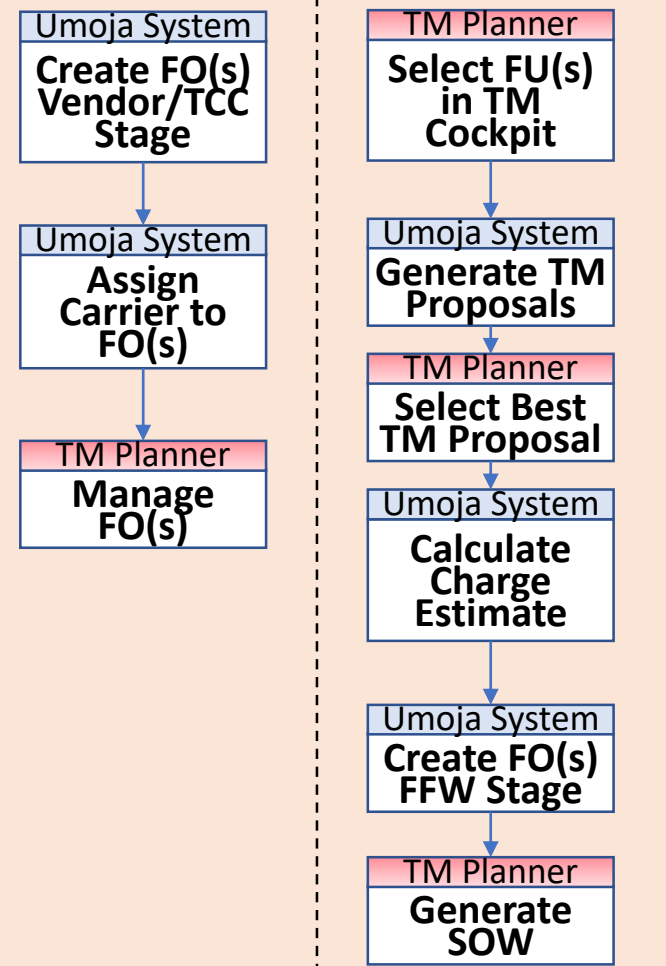 Umoja System
Create FO(s)
Vendor/TCC
Stage
Umoja System
Assign
Carrier to
FO(s)
TM Planner
Manage
FO(s)
TM Planner
Select FU(s)
in TM
Cockpit
Umoja System
Generate TM
Proposals
TM Planner
Select Best
TM Proposal
Umoja System
Calculate
Charge
Estimate
Umoja System
Create FO(s)
FFW Stage
TM Planner
Generate
SOW